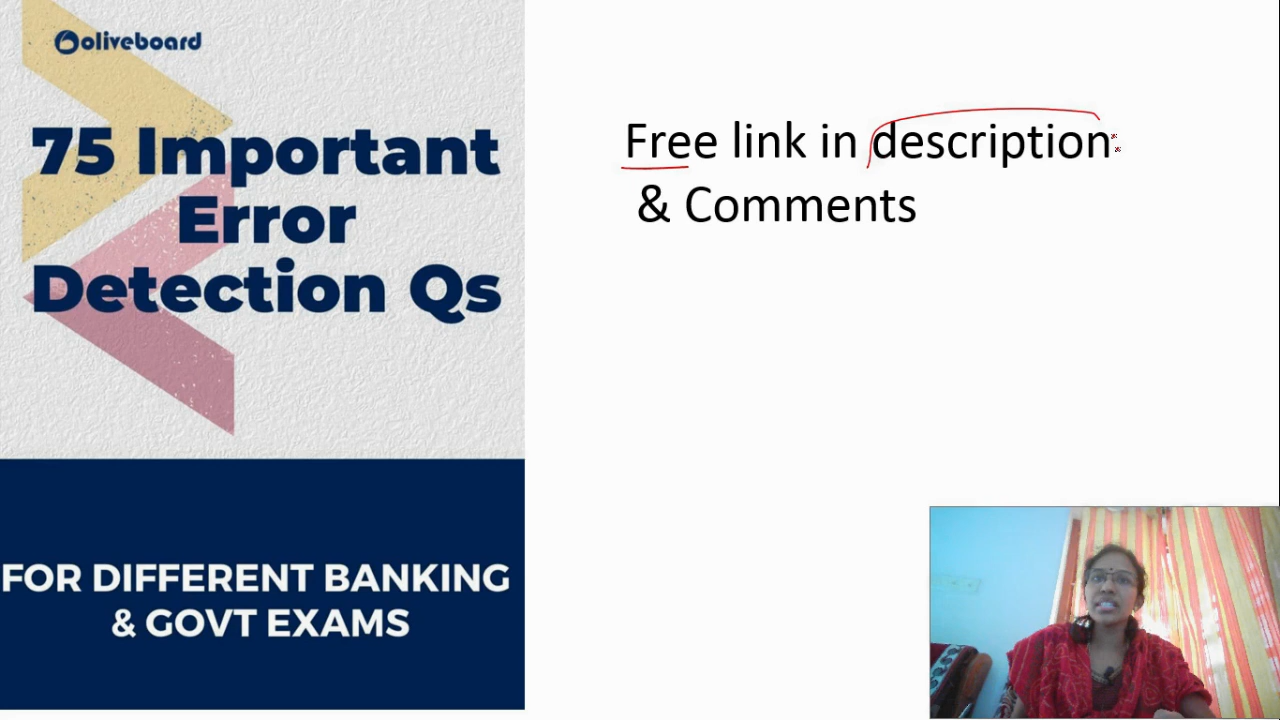 oliveboard
75 Important
Error
Detection Qs
FOR DIFFERENT BANKING
& GOVT EXAMS
Free link in description
& Comments